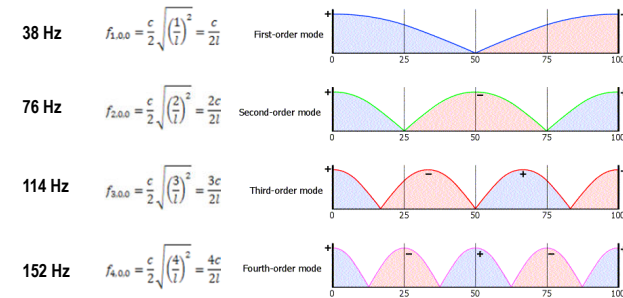 38 Hz
f₁.₀.₀ = c/2 √((1/l)²) = c/2l
First-order mode
+
0 25 50 75 100
76 Hz
f₂.₀.₀ = c/2 √((2/l)²) = 2c/2l
Second-order mode
+ −
0 25 50 75 100
114 Hz
f₃.₀.₀ = c/2 √((3/l)²) = 3c/2l
Third-order mode
+ − +
0 25 50 75 100
152 Hz
f₄.₀.₀ = c/2 √((4/l)²) = 4c/2l
Fourth-order mode
+ − + −
0 25 50 75 100